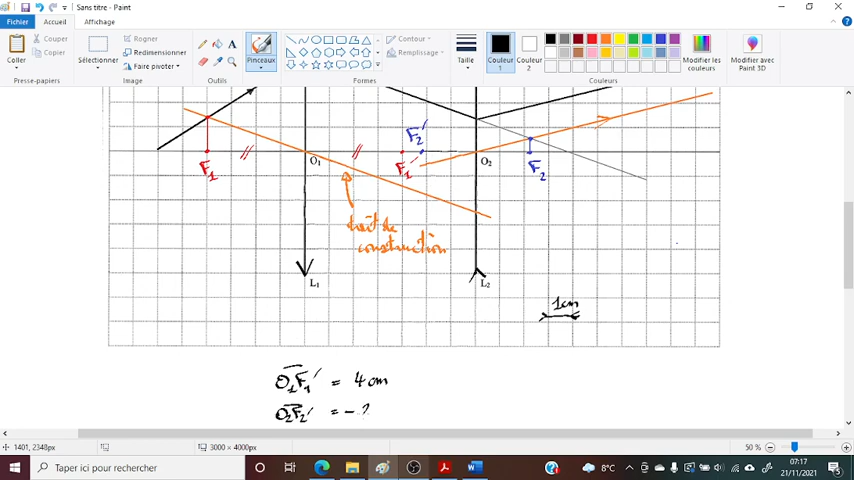 Sans titre - Paint
Fichier
Accueil
Affichage
Coller
Couper
Copier
Presse-papiers
Sélectionner
Rogner
Redimensionner
Faire pivoter
Image
Outils
Pinceaux
Contour
Remplissage
Formes
Taille
Couleur 1
Couleur 2
Couleurs
Modifier les couleurs
Modifier avec Paint 3D
F2'
F1
O1
F1'
O2
F2
trait de
construction
L1
L2
1cm
O1F1' = 4 cm
O2F2' = - 2
1401, 2348px
3000 × 4000px
50 %
Taper ici pour rechercher
8°C
07:17
21/11/2021
5